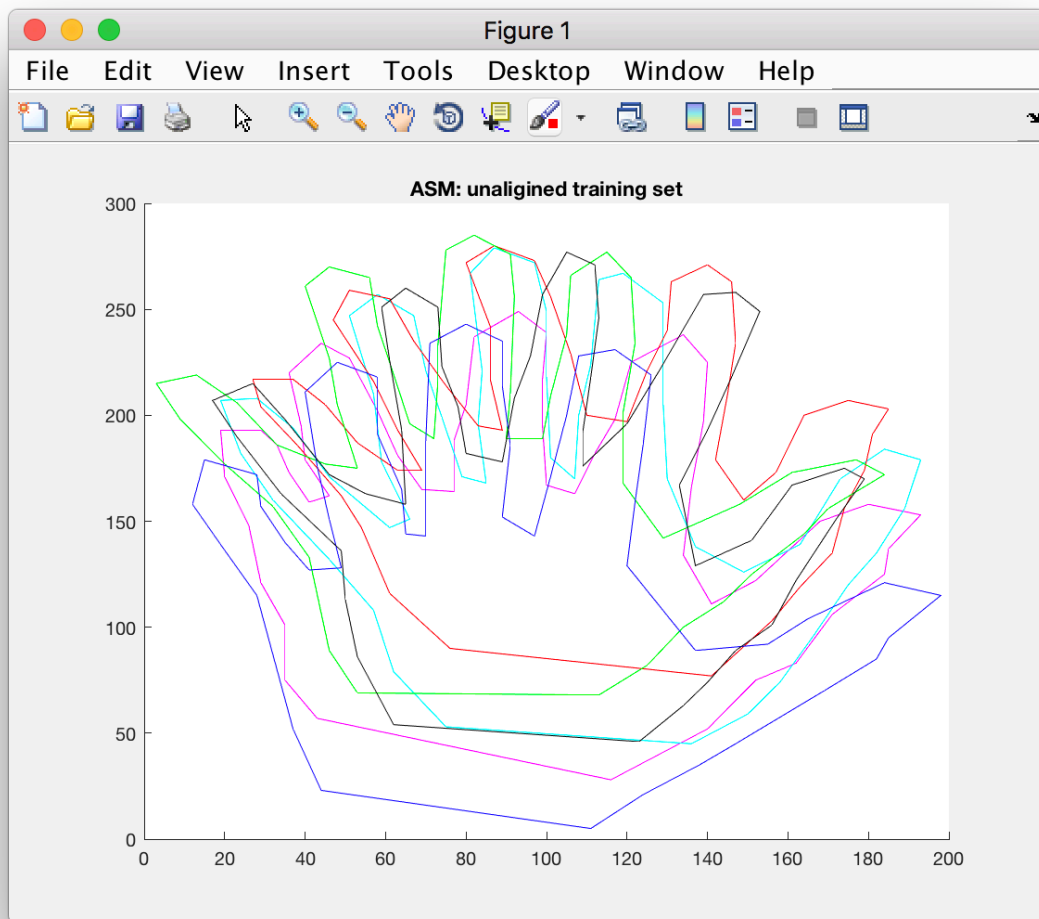 Figure 1
File Edit View Insert Tools Desktop Window Help
ASM: unaligined training set
300
250
200
150
100
50
0
0 20 40 60 80 100 120 140 160 180 200